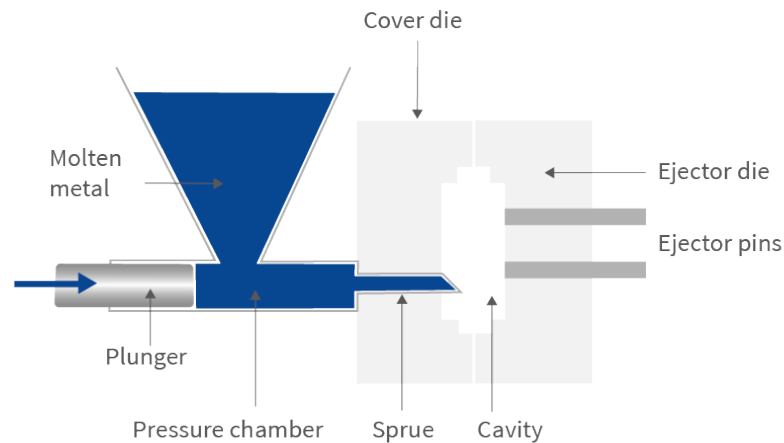 Cover die
Molten
metal
Ejector die
Ejector pins
Plunger
Pressure chamber
Sprue
Cavity